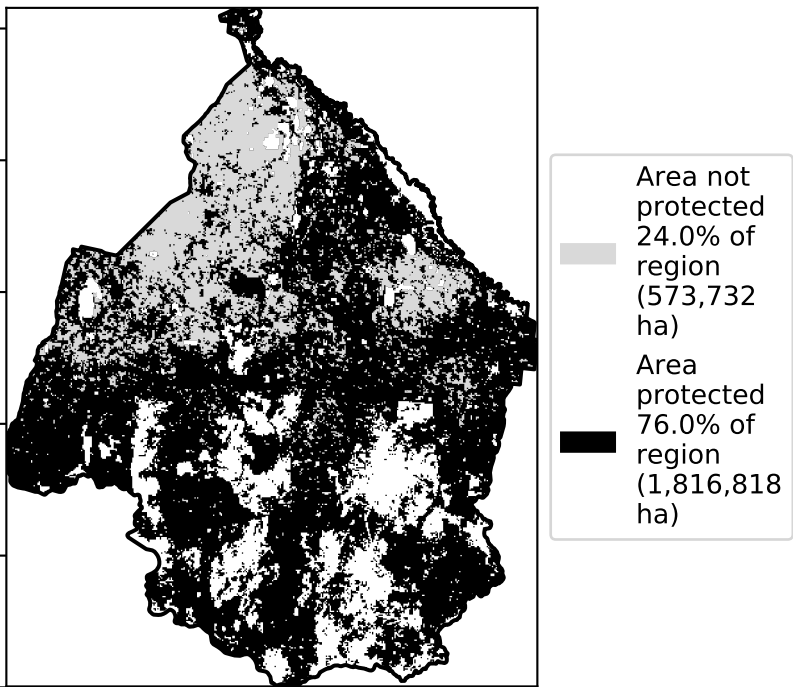 Area not
protected
24.0% of
region
(573,732
ha)
Area
protected
76.0% of
region
(1,816,818
ha)